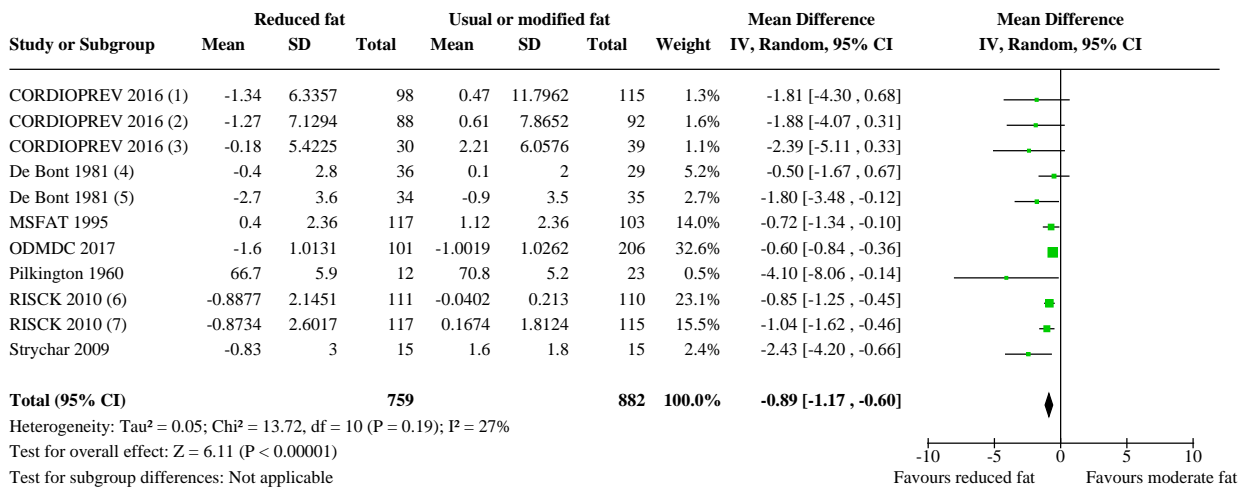 Reduced fat Usual or modified fat Mean Difference Mean Difference
Study or Subgroup Mean SD Total Mean SD Total Weight IV, Random, 95% CI IV, Random, 95% CI
CORDIOPREV 2016 (1) -1.34 6.3357 98 0.47 11.7962 115 1.3% -1.81 [-4.30 , 0.68]
CORDIOPREV 2016 (2) -1.27 7.1294 88 0.61 7.8652 92 1.6% -1.88 [-4.07 , 0.31]
CORDIOPREV 2016 (3) -0.18 5.4225 30 2.21 6.0576 39 1.1% -2.39 [-5.11 , 0.33]
De Bont 1981 (4) -0.4 2.8 36 0.1 2 29 5.2% -0.50 [-1.67 , 0.67]
De Bont 1981 (5) -2.7 3.6 34 -0.9 3.5 35 2.7% -1.80 [-3.48 , -0.12]
MSFAT 1995 0.4 2.36 117 1.12 2.36 103 14.0% -0.72 [-1.34 , -0.10]
ODMDC 2017 -1.6 1.0131 101 -1.0019 1.0262 206 32.6% -0.60 [-0.84 , -0.36]
Pilkington 1960 66.7 5.9 12 70.8 5.2 23 0.5% -4.10 [-8.06 , -0.14]
RISCK 2010 (6) -0.8877 2.1451 111 -0.0402 0.213 110 23.1% -0.85 [-1.25 , -0.45]
RISCK 2010 (7) -0.8734 2.6017 117 0.1674 1.8124 115 15.5% -1.04 [-1.62 , -0.46]
Strychar 2009 -0.83 3 15 1.6 1.8 15 2.4% -2.43 [-4.20 , -0.66]
Total (95% CI) 759 882 100.0% -0.89 [-1.17 , -0.60]
Heterogeneity: Tau² = 0.05; Chi² = 13.72, df = 10 (P = 0.19); I² = 27%
Test for overall effect: Z = 6.11 (P < 0.00001)
Test for subgroup differences: Not applicable
-10 -5 0 5 10
Favours reduced fat Favours moderate fat